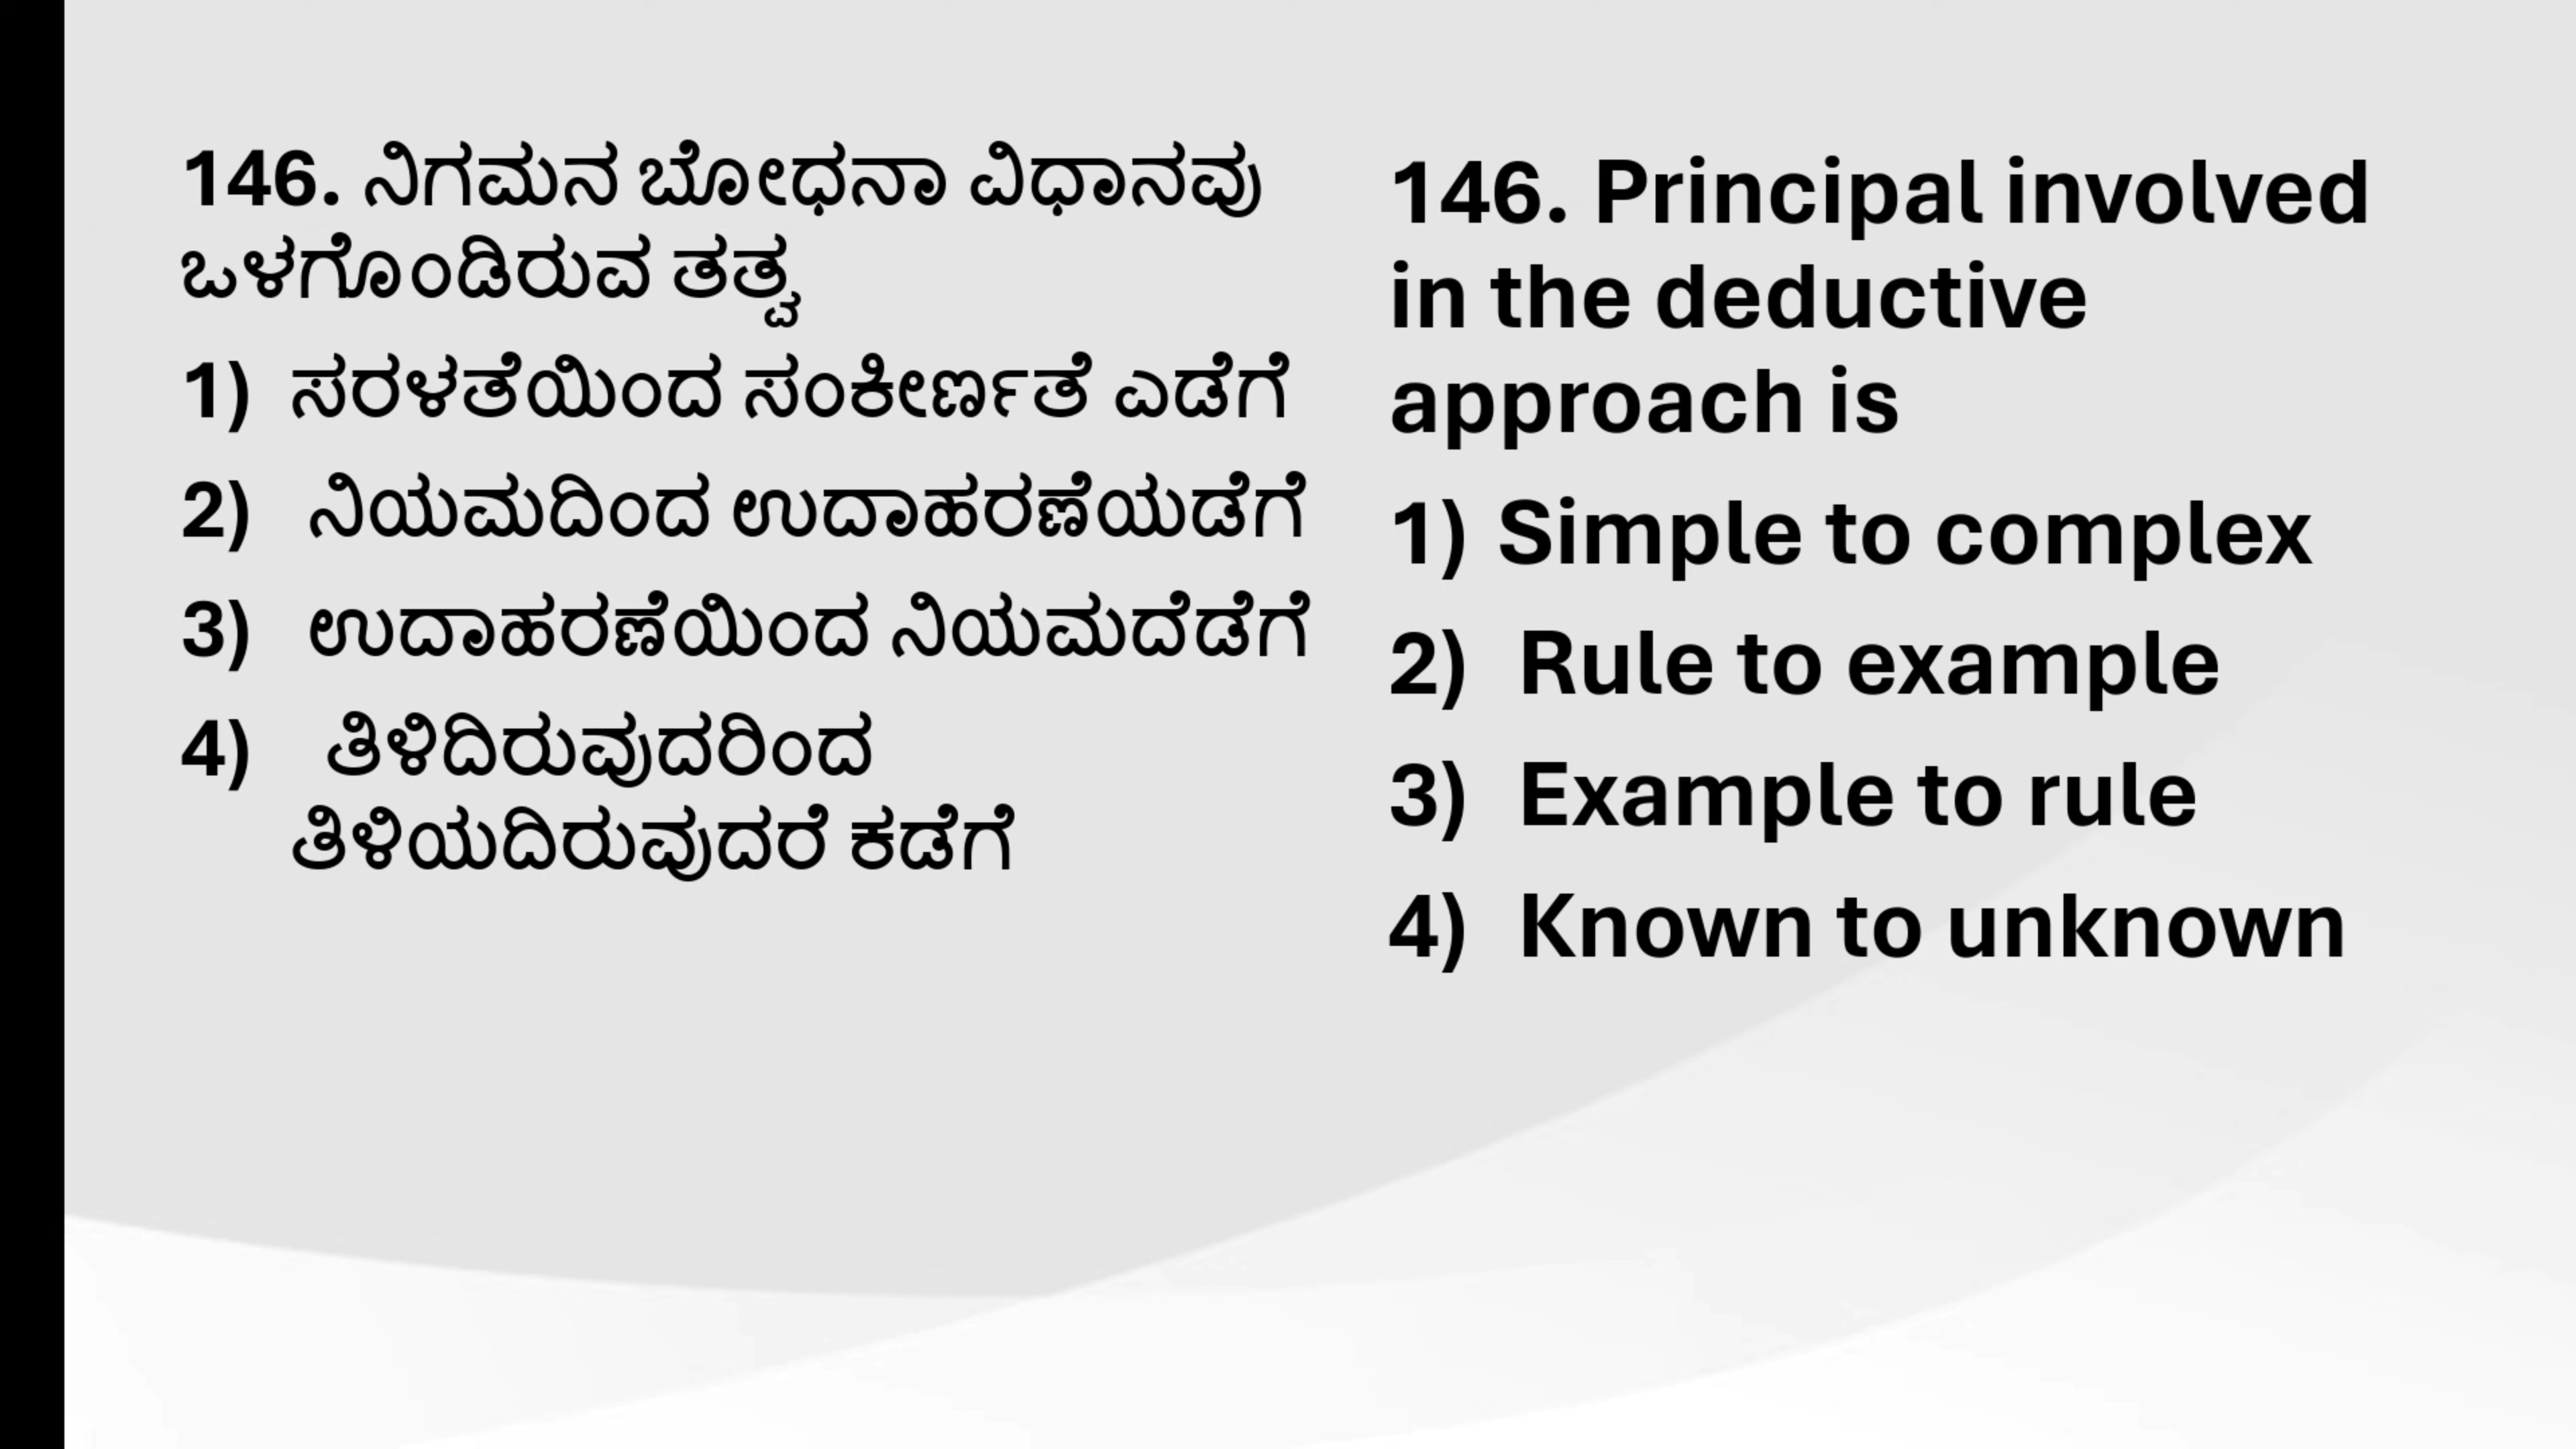 146. ನಿಗಮನ ಬೋಧನಾ ವಿಧಾನವು
ಒಳಗೊಂಡಿರುವ ತತ್ವ
1) ಸರಳತೆಯಿಂದ ಸಂಕೀರ್ಣತೆ ಎಡೆಗೆ
2) ನಿಯಮದಿಂದ ಉದಾಹರಣೆಯಡೆಗೆ
3) ಉದಾಹರಣೆಯಿಂದ ನಿಯಮದೆಡೆಗೆ
4) ತಿಳಿದಿರುವುದರಿಂದ
ತಿಳಿಯದಿರುವುದರೆ ಕಡೆಗೆ
146. Principal involved
in the deductive
approach is
1) Simple to complex
2) Rule to example
3) Example to rule
4) Known to unknown